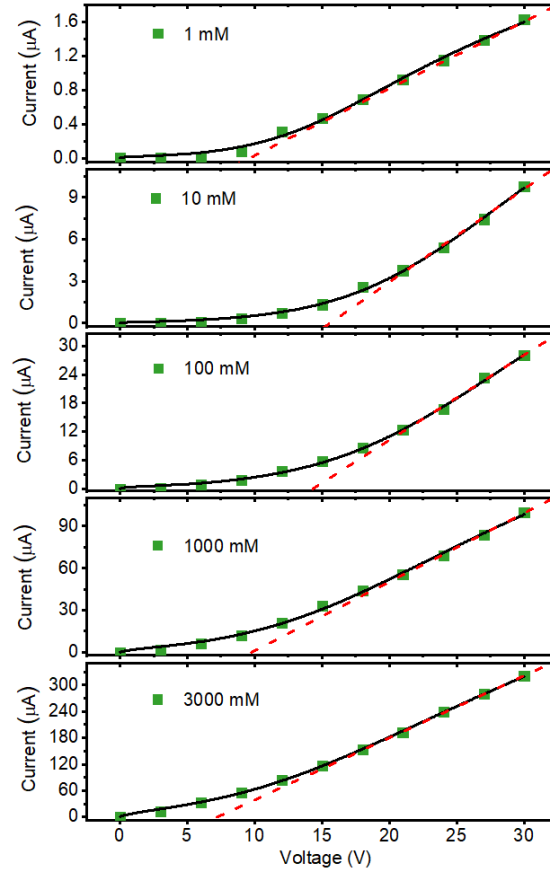 1.6
1.2
0.8
0.4
0.0
Current (μA)
1 mM
9
6
3
0
Current (μA)
10 mM
30
24
18
12
6
0
Current (μA)
100 mM
90
60
30
0
Current (μA)
1000 mM
300
240
180
120
60
0
Current (μA)
3000 mM
0 5 10 15 20 25 30
Voltage (V)